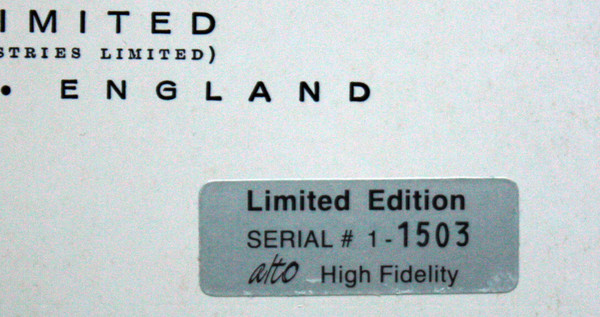 IMITED
STRIES LIMITED)
• ENGLAND
Limited Edition
SERIAL # 1-1503
alto High Fidelity